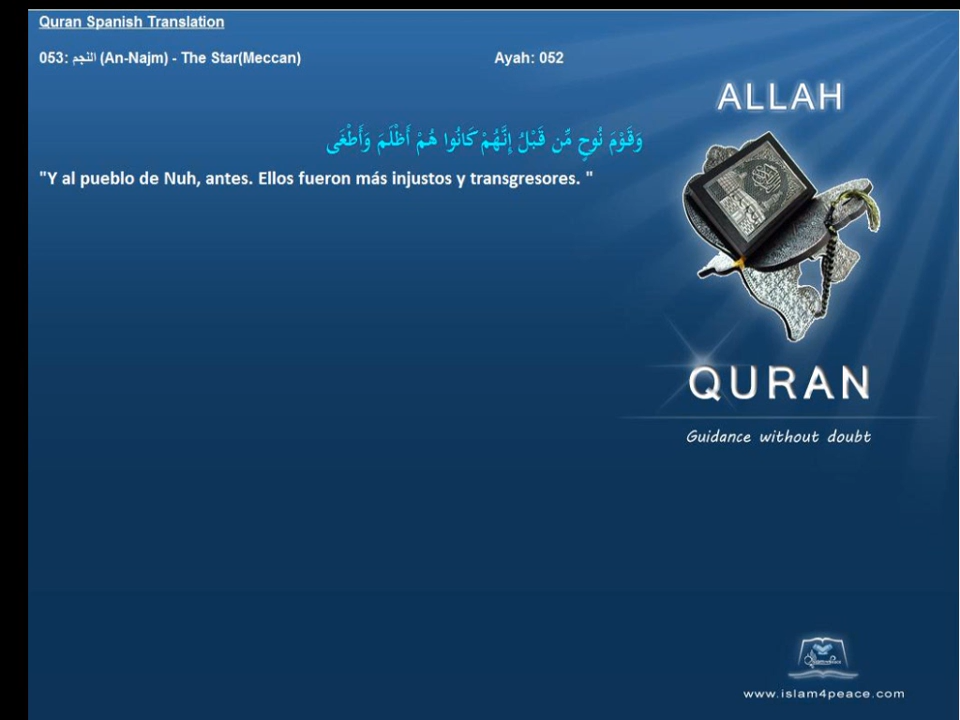 Quran Spanish Translation
053: النجم (An-Najm) - The Star(Meccan) Ayah: 052
ALLAH
وَقَوْمَ نُوحٍ مِّن قَبْلُ إِنَّهُمْ كَانُوا هُمْ أَظْلَمَ وَأَطْغَى
"Y al pueblo de Nuh, antes. Ellos fueron más injustos y transgresores. "
QURAN
Guidance without doubt
www.islam4peace.com